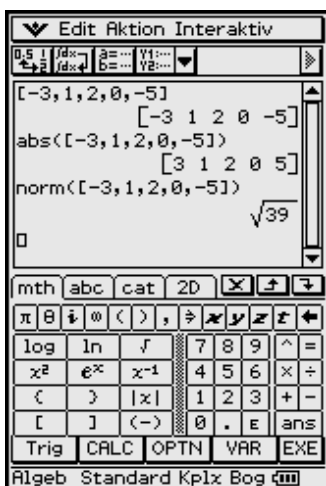 Edit Aktion Interaktiv
[-3,1,2,0,-5]
[-3 1 2 0 -5]
abs([-3,1,2,0,-5])
[3 1 2 0 5]
norm([-3,1,2,0,-5])
√39
mth abc cat 2D
π θ i ∞ ( ) , ⇒ x y z t ←
log ln √ 7 8 9 ^ =
x² eˣ x⁻¹ 4 5 6 × ÷
( ) |x| 1 2 3 + -
[ ] (-) 0 . E ans
Trig CALC OPTN VAR EXE
Algeb Standard Kplx Bog